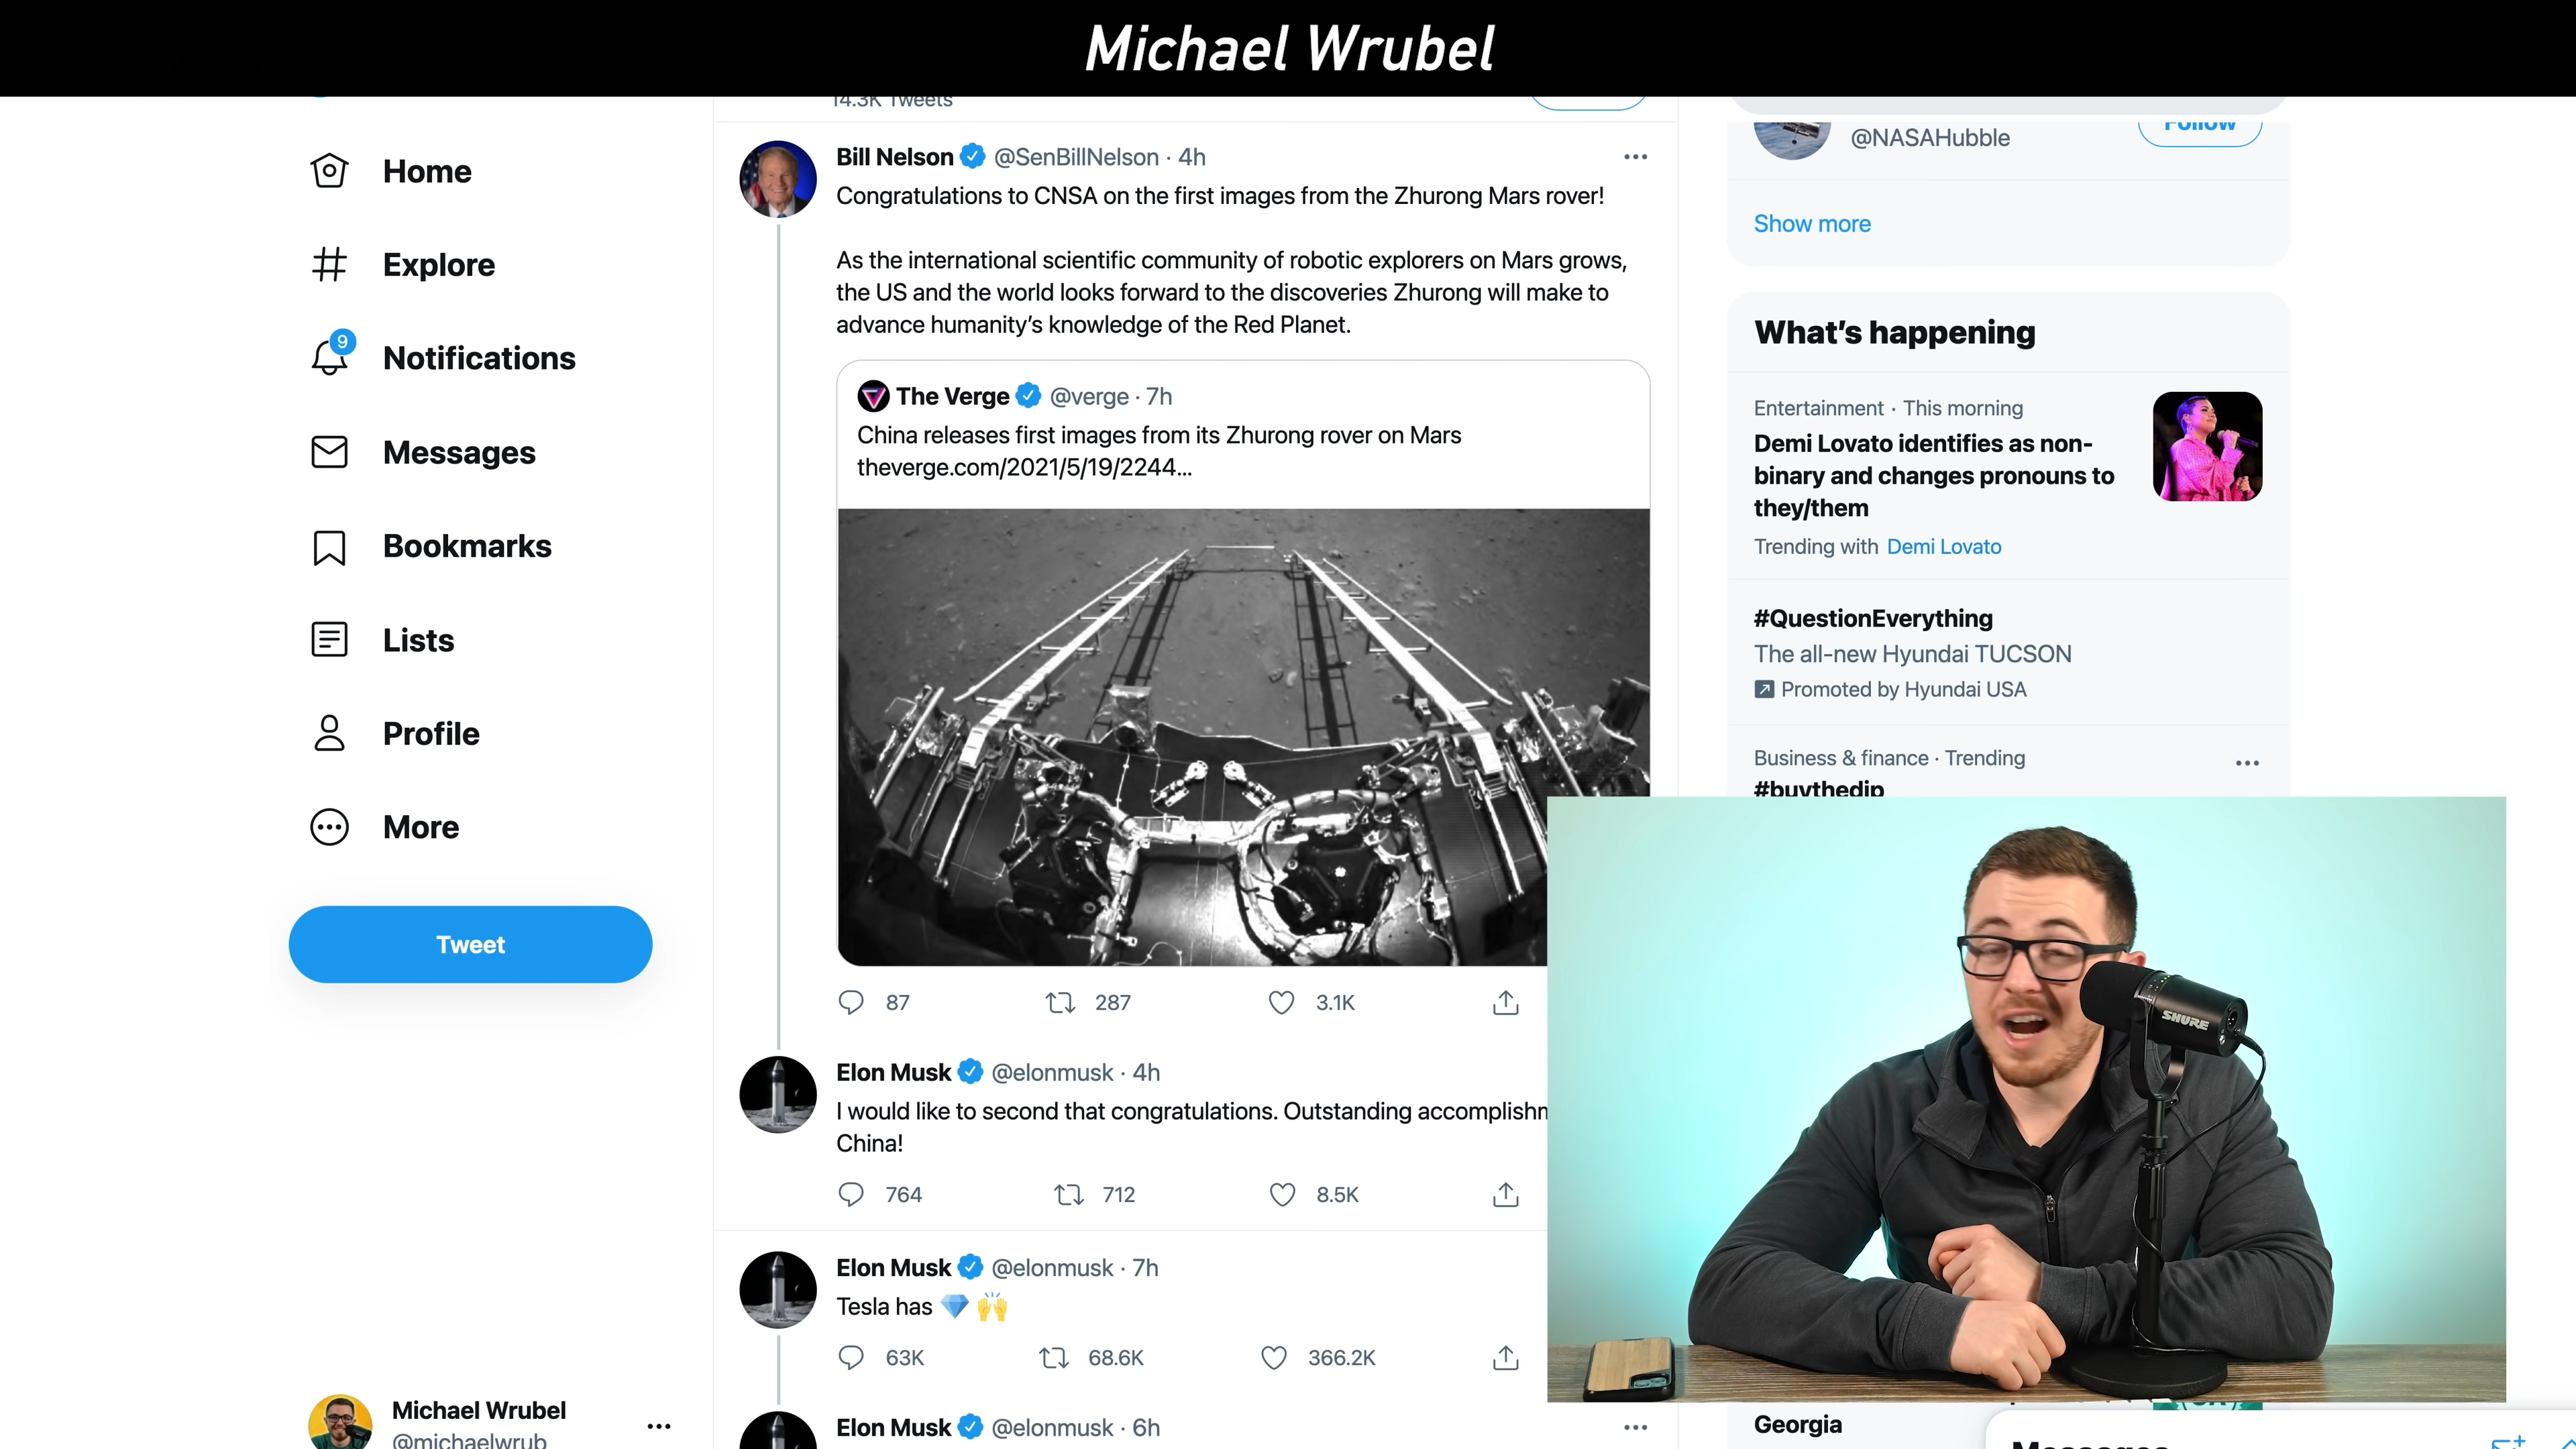 Michael Wrubel
14.3K Tweets
Home
Explore
9
Notifications
Messages
Bookmarks
Lists
Profile
More
Tweet
Michael Wrubel
@michaelwrub
Bill Nelson @SenBillNelson · 4h
Congratulations to CNSA on the first images from the Zhurong Mars rover!
As the international scientific community of robotic explorers on Mars grows,
the US and the world looks forward to the discoveries Zhurong will make to
advance humanity’s knowledge of the Red Planet.
The Verge @verge · 7h
China releases first images from its Zhurong rover on Mars
theverge.com/2021/5/19/2244...
87 287 3.1K
Elon Musk @elonmusk · 4h
I would like to second that congratulations. Outstanding accomplishm
China!
764 712 8.5K
Elon Musk @elonmusk · 7h
Tesla has 💎 🙌
63K 68.6K 366.2K
Elon Musk @elonmusk · 6h
@NASAHubble
Follow
Show more
What’s happening
Entertainment · This morning
Demi Lovato identifies as non-
binary and changes pronouns to
they/them
Trending with Demi Lovato
#QuestionEverything
The all-new Hyundai TUCSON
Promoted by Hyundai USA
Business & finance · Trending
#buythedip
SHURE
Georgia
Messages